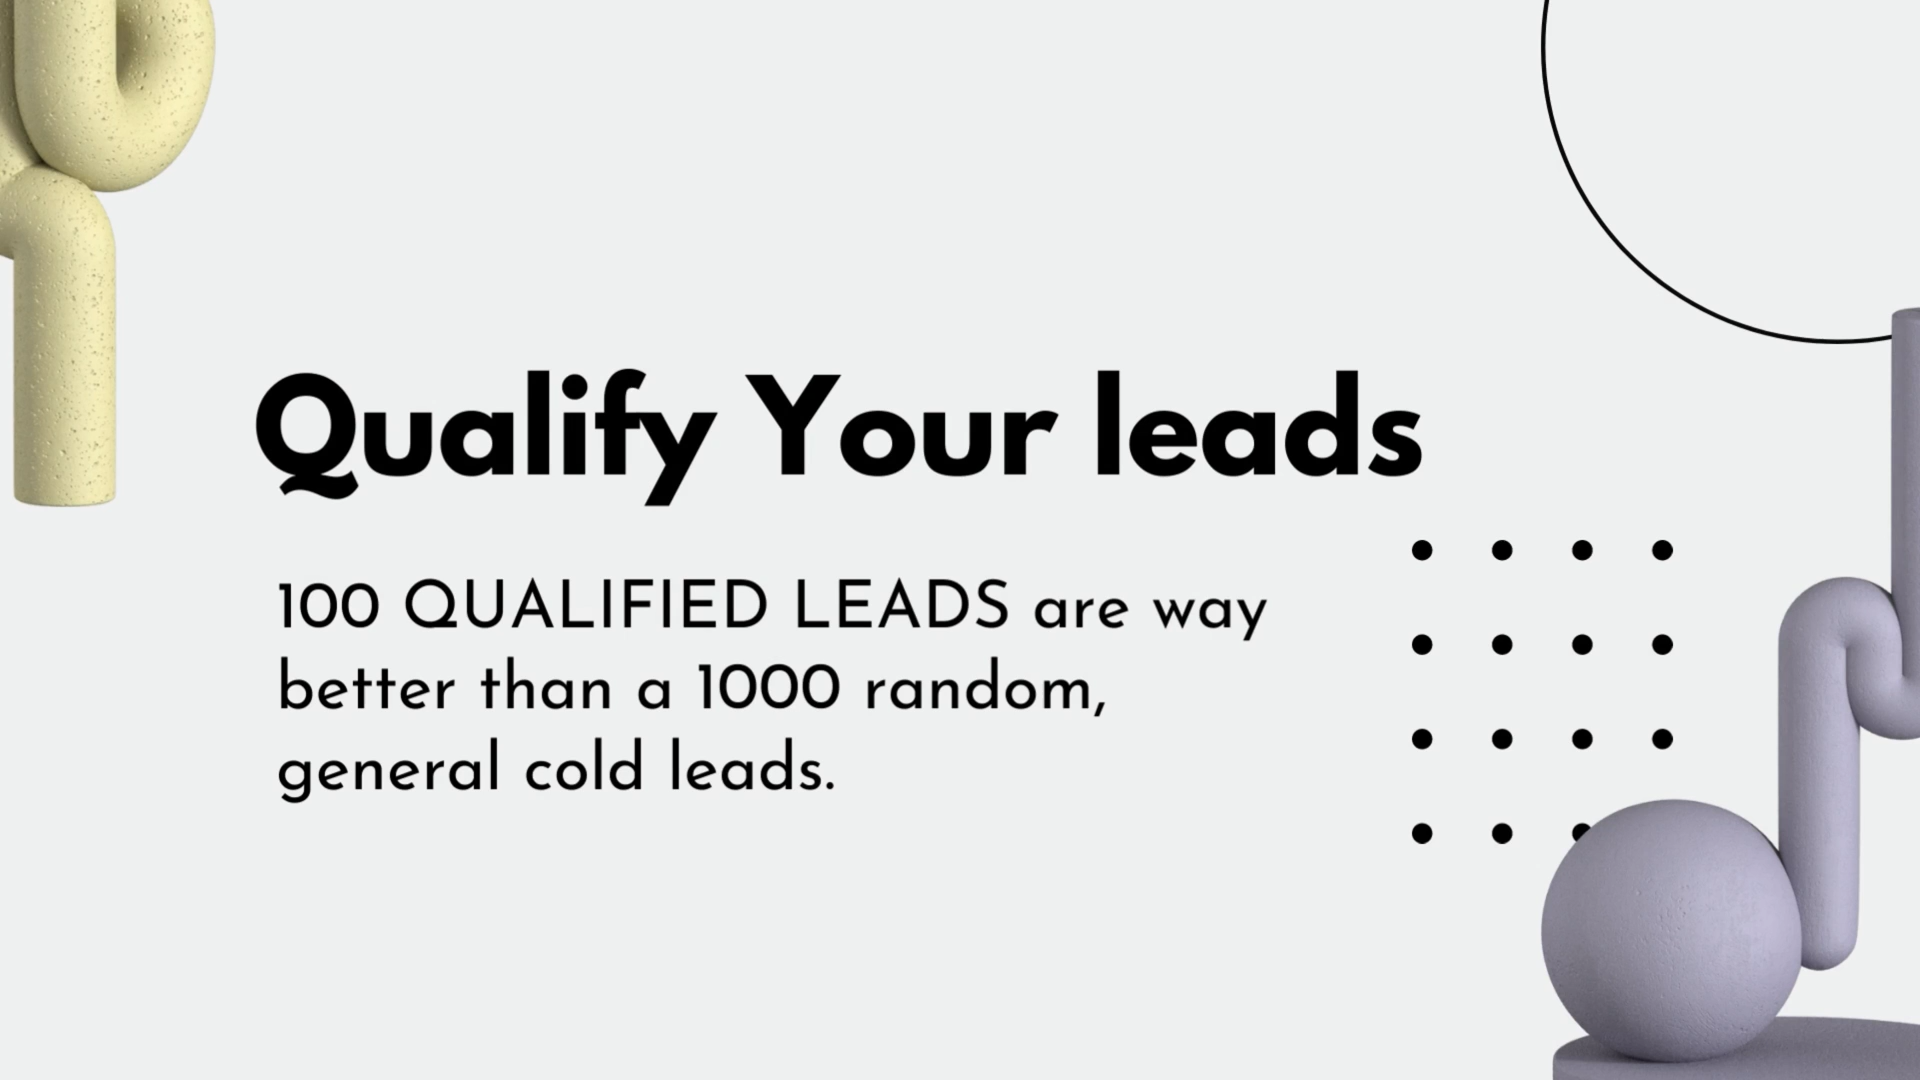 Qualify Your leads
100 QUALIFIED LEADS are way
better than a 1000 random,
general cold leads.